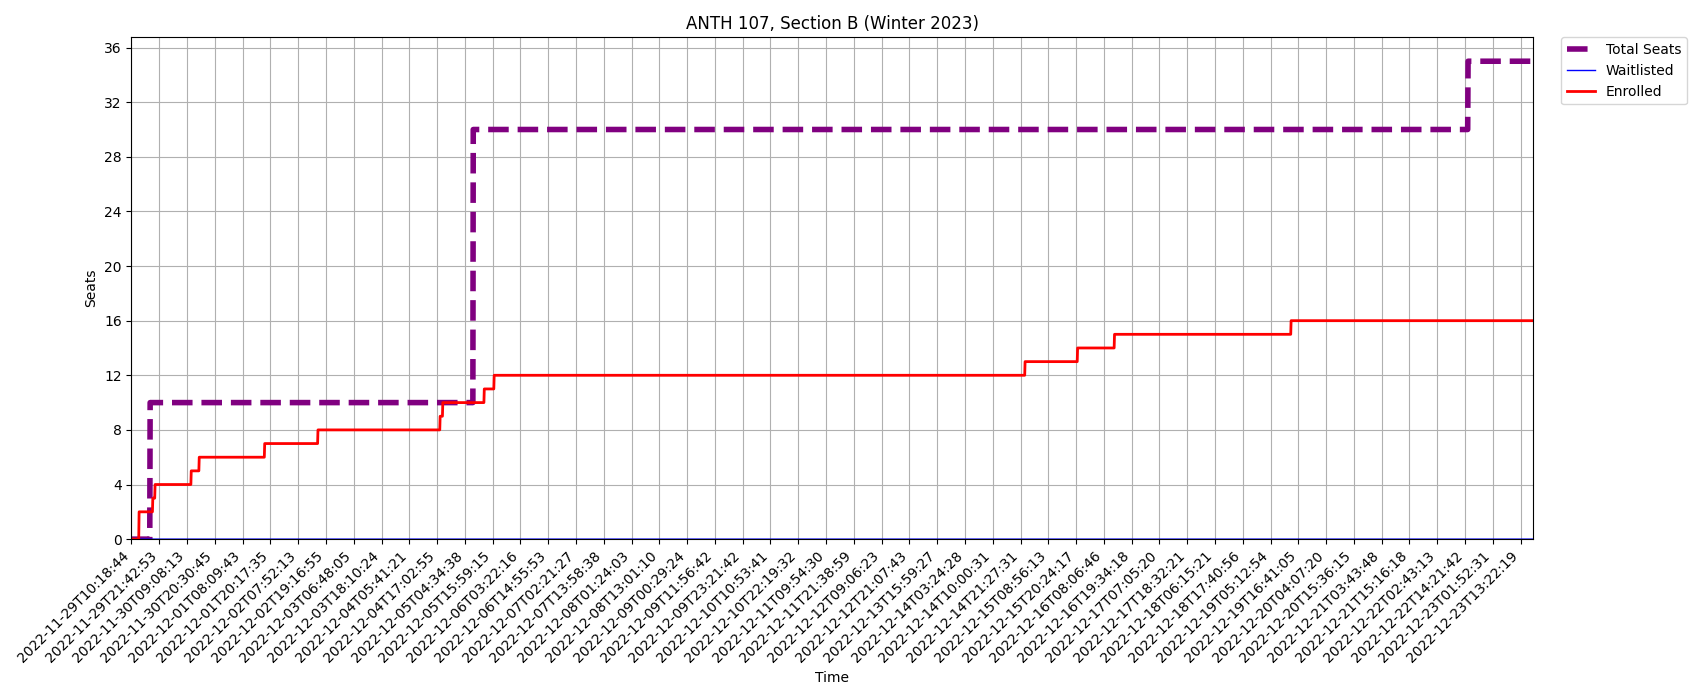 ANTH 107, Section B (Winter 2023)
Total Seats
Waitlisted
Enrolled
Seats
36
32
28
24
20
16
12
8
4
0
2022-11-29T10:18:44
2022-11-29T21:42:53
2022-11-30T09:08:13
2022-11-30T20:30:45
2022-12-01T08:09:43
2022-12-01T20:17:35
2022-12-02T07:52:13
2022-12-02T19:16:55
2022-12-03T06:48:05
2022-12-03T18:10:24
2022-12-04T05:41:21
2022-12-04T17:02:55
2022-12-05T04:34:38
2022-12-05T15:59:15
2022-12-06T03:22:16
2022-12-06T14:55:53
2022-12-07T02:21:27
2022-12-07T13:58:38
2022-12-08T01:24:03
2022-12-08T13:01:10
2022-12-09T00:29:24
2022-12-09T11:56:42
2022-12-09T23:21:42
2022-12-10T10:53:41
2022-12-10T22:19:32
2022-12-11T09:54:30
2022-12-11T21:38:59
2022-12-12T09:06:23
2022-12-12T21:07:43
2022-12-13T15:59:27
2022-12-14T03:24:28
2022-12-14T10:00:31
2022-12-14T21:27:31
2022-12-15T08:56:13
2022-12-15T20:24:17
2022-12-16T08:06:46
2022-12-16T19:34:18
2022-12-17T07:05:20
2022-12-17T18:32:21
2022-12-18T06:15:21
2022-12-18T17:40:56
2022-12-19T05:12:54
2022-12-19T16:41:05
2022-12-20T04:07:20
2022-12-20T15:36:15
2022-12-21T03:43:48
2022-12-21T15:16:18
2022-12-22T02:43:13
2022-12-22T14:21:42
2022-12-23T01:52:31
2022-12-23T13:22:19
Time